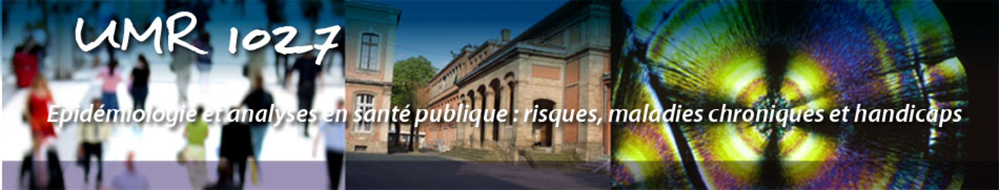 UMR 1027
Epidémiologie et analyses en santé publique : risques, maladies chroniques et handicaps